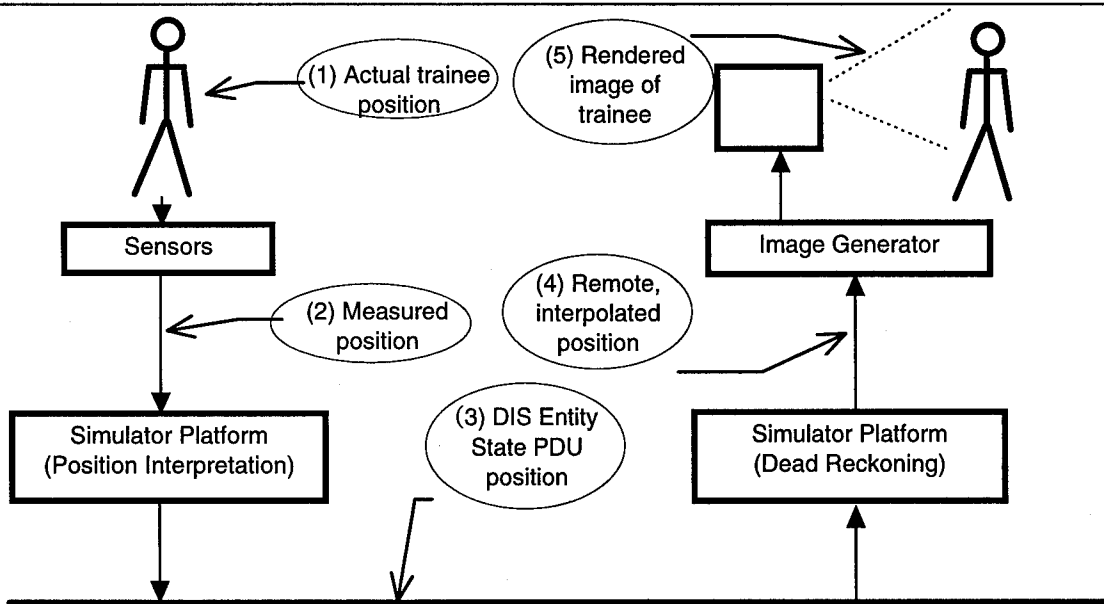 (1) Actual trainee
position
(5) Rendered
image of
trainee
Sensors
Image Generator
(2) Measured
position
(4) Remote,
interpolated
position
Simulator Platform
(Position Interpretation)
(3) DIS Entity
State PDU
position
Simulator Platform
(Dead Reckoning)